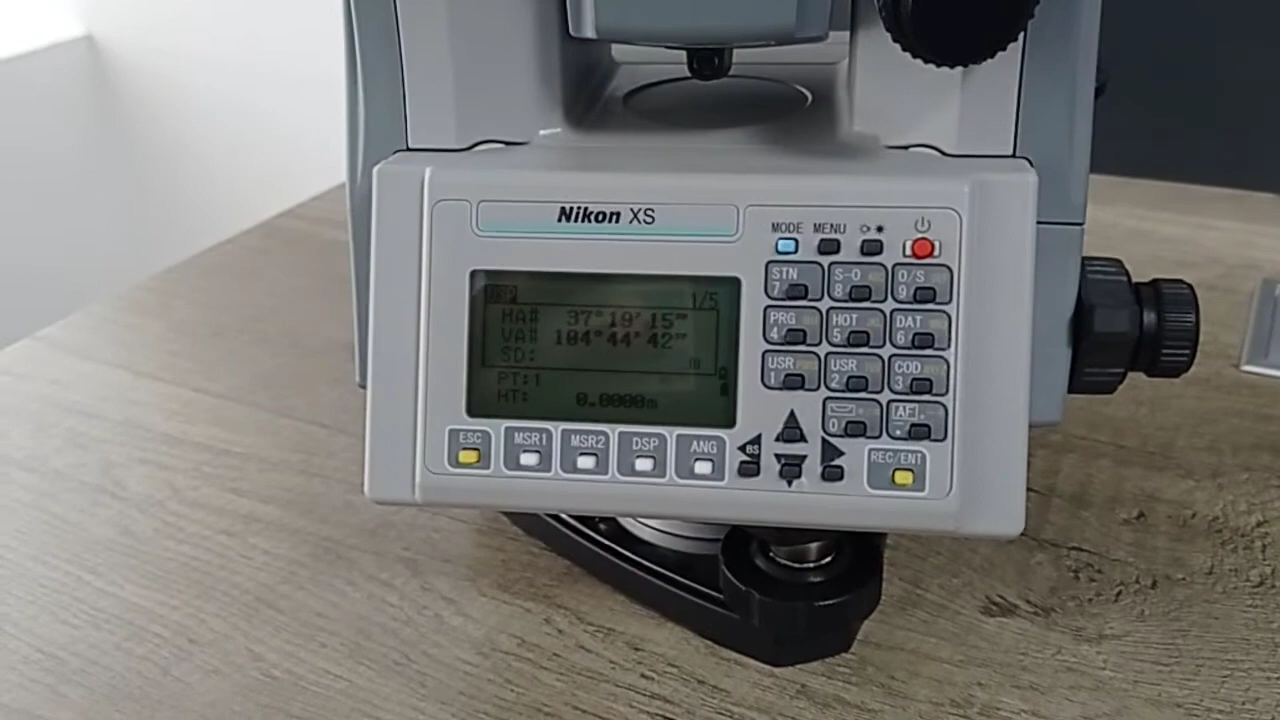 Nikon XS
MODE MENU
DSP 1/5
HA# 37°19'15"
VA# 104°44'42"
SD: m
PT:1
HT: 0.0000m
STN 7
S-O 8
O/S 9
PRG 4
HOT 5
DAT 6
USR 1
USR 2
COD 3
0
AF
ESC MSR1 MSR2 DSP ANG
BS
REC/ENT